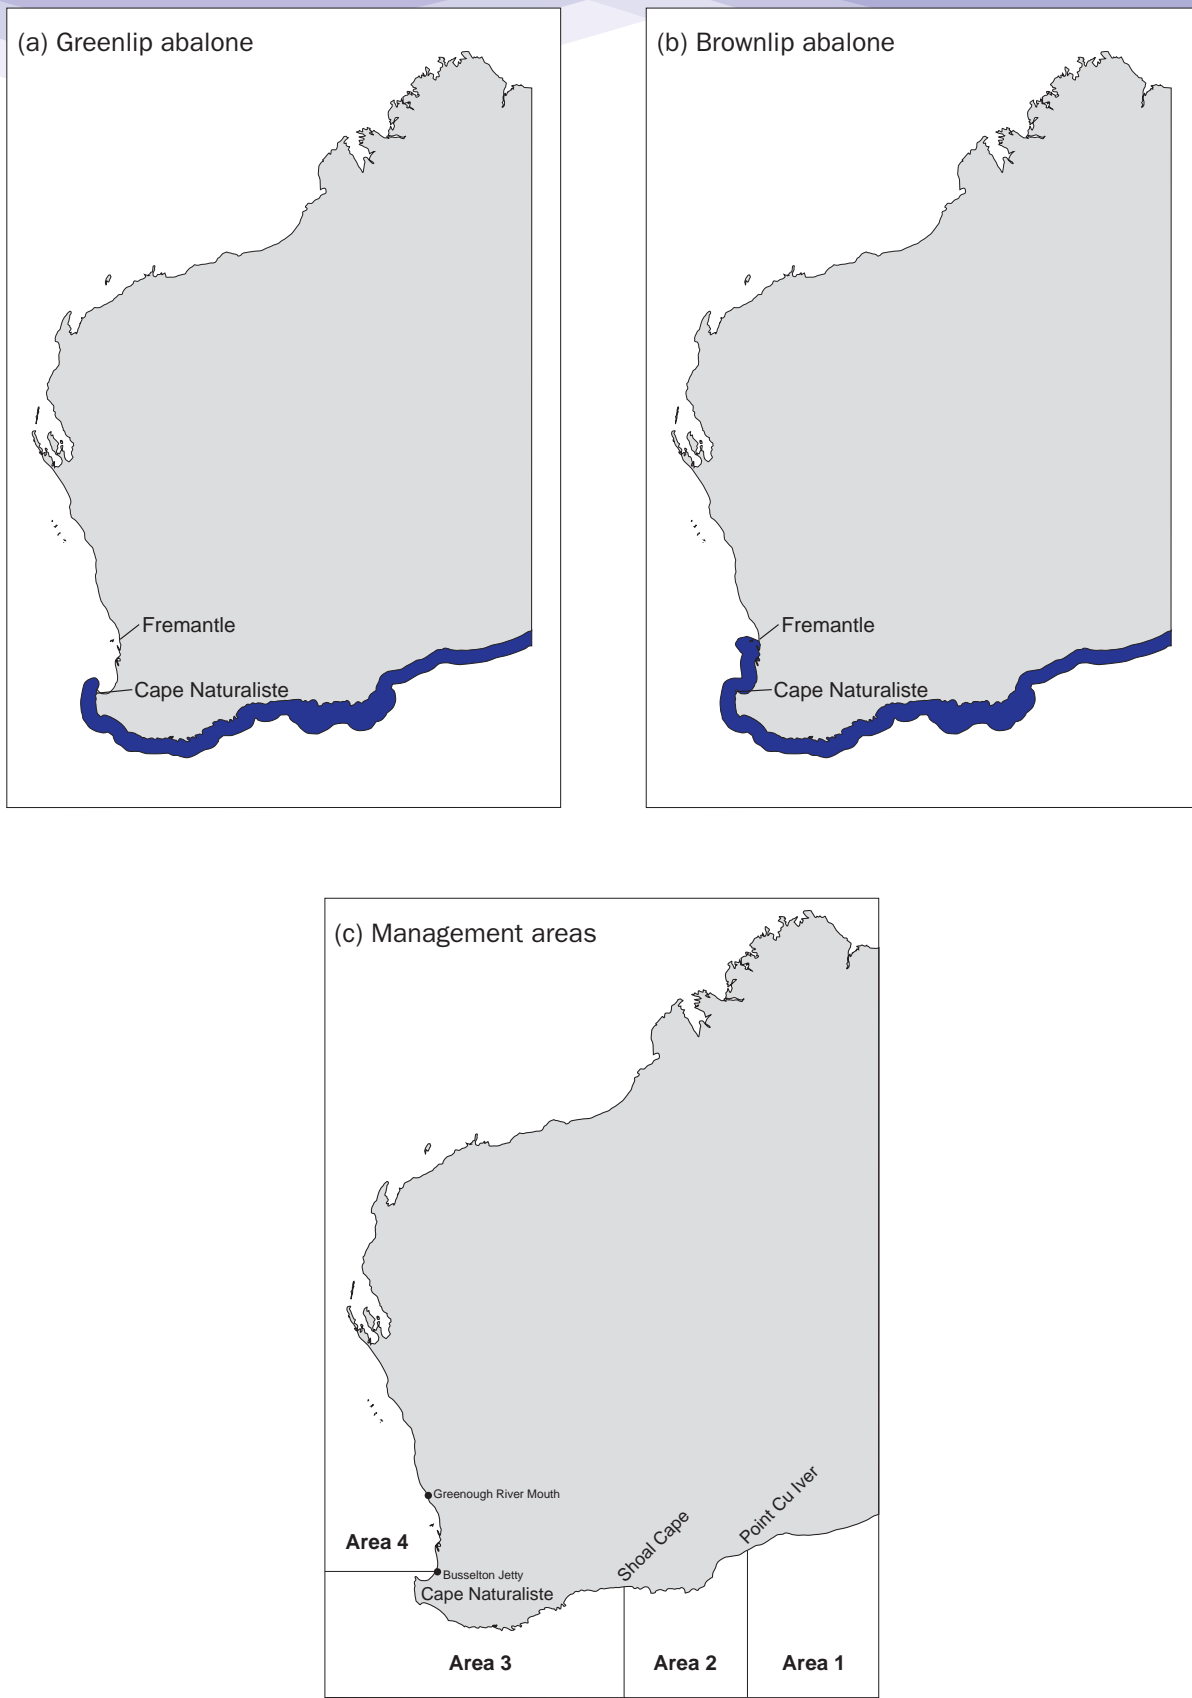 (a) Greenlip abalone
Fremantle
Cape Naturaliste
(b) Brownlip abalone
Fremantle
Cape Naturaliste
(c) Management areas
Greenough River Mouth
Point Cu Iver
Shoal Cape
Area 4
Busselton Jetty
Cape Naturaliste
Area 3
Area 2
Area 1